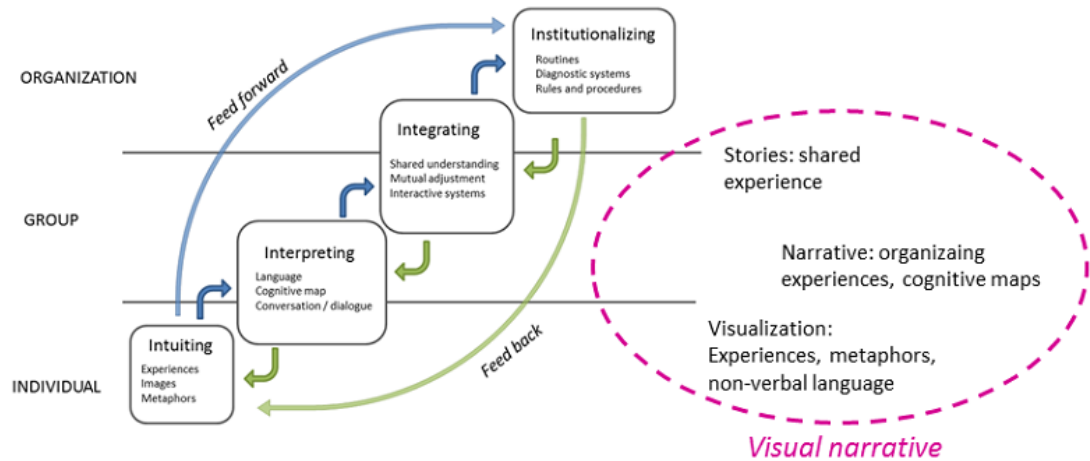 ORGANIZATION
Feed forward
Institutionalizing
Routines
Diagnostic systems
Rules and procedures
Integrating
Shared understanding
Mutual adjustment
Interactive systems
GROUP
Interpreting
Language
Cognitive map
Conversation / dialogue
INDIVIDUAL
Intuiting
Experiences
Images
Metaphors
Feed back
Stories: shared
experience
Narrative: organizaing
experiences, cognitive maps
Visualization:
Experiences, metaphors,
non-verbal language
Visual narrative